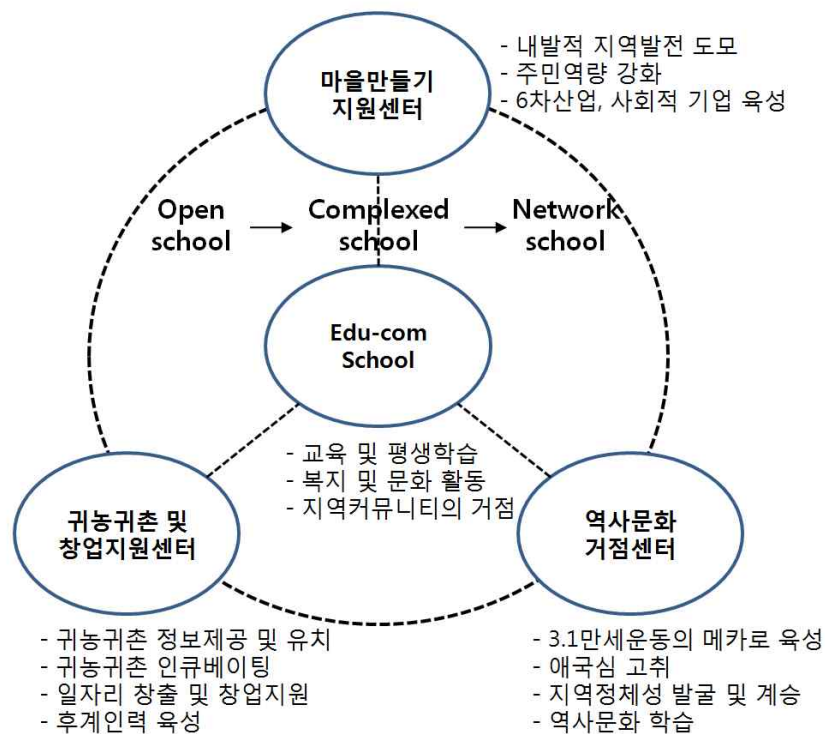 마을만들기
지원센터
- 내발적 지역발전 도모
- 주민역량 강화
- 6차산업, 사회적 기업 육성
Open
school
Complexed
school
Network
school
Edu-com
School
- 교육 및 평생학습
- 복지 및 문화 활동
- 지역커뮤니티의 거점
귀농귀촌 및
창업지원센터
- 귀농귀촌 정보제공 및 유치
- 귀농귀촌 인큐베이팅
- 일자리 창출 및 창업지원
- 후계인력 육성
역사문화
거점센터
- 3.1만세운동의 메카로 육성
- 애국심 고취
- 지역정체성 발굴 및 계승
- 역사문화 학습